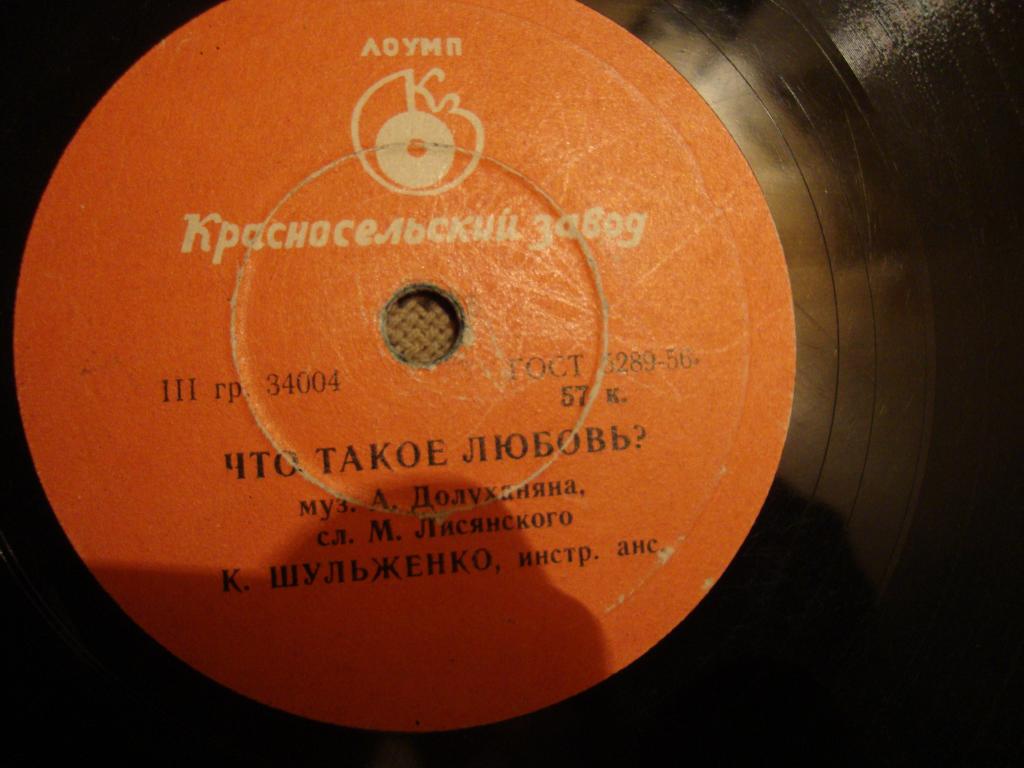 ЛОУМП
КЗ
Красносельский завод
III гр. 34004
ГОСТ 5289-56
57 к.
ЧТО ТАКОЕ ЛЮБОВЬ?
муз. А. Долуханяна,
сл. М. Лисянского
К. ШУЛЬЖЕНКО, инстр. анс.